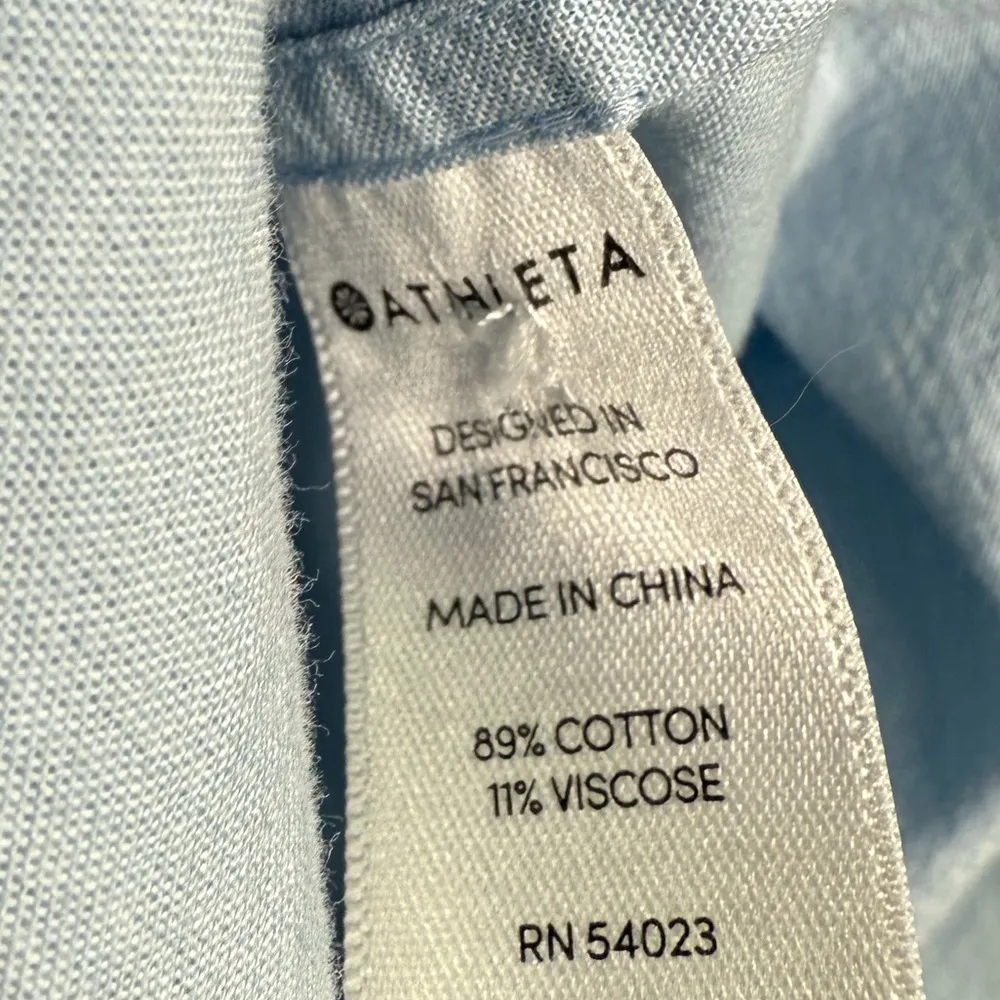 ATHLETA
DESIGNED IN
SAN FRANCISCO
MADE IN CHINA
89% COTTON
11% VISCOSE
RN 54023